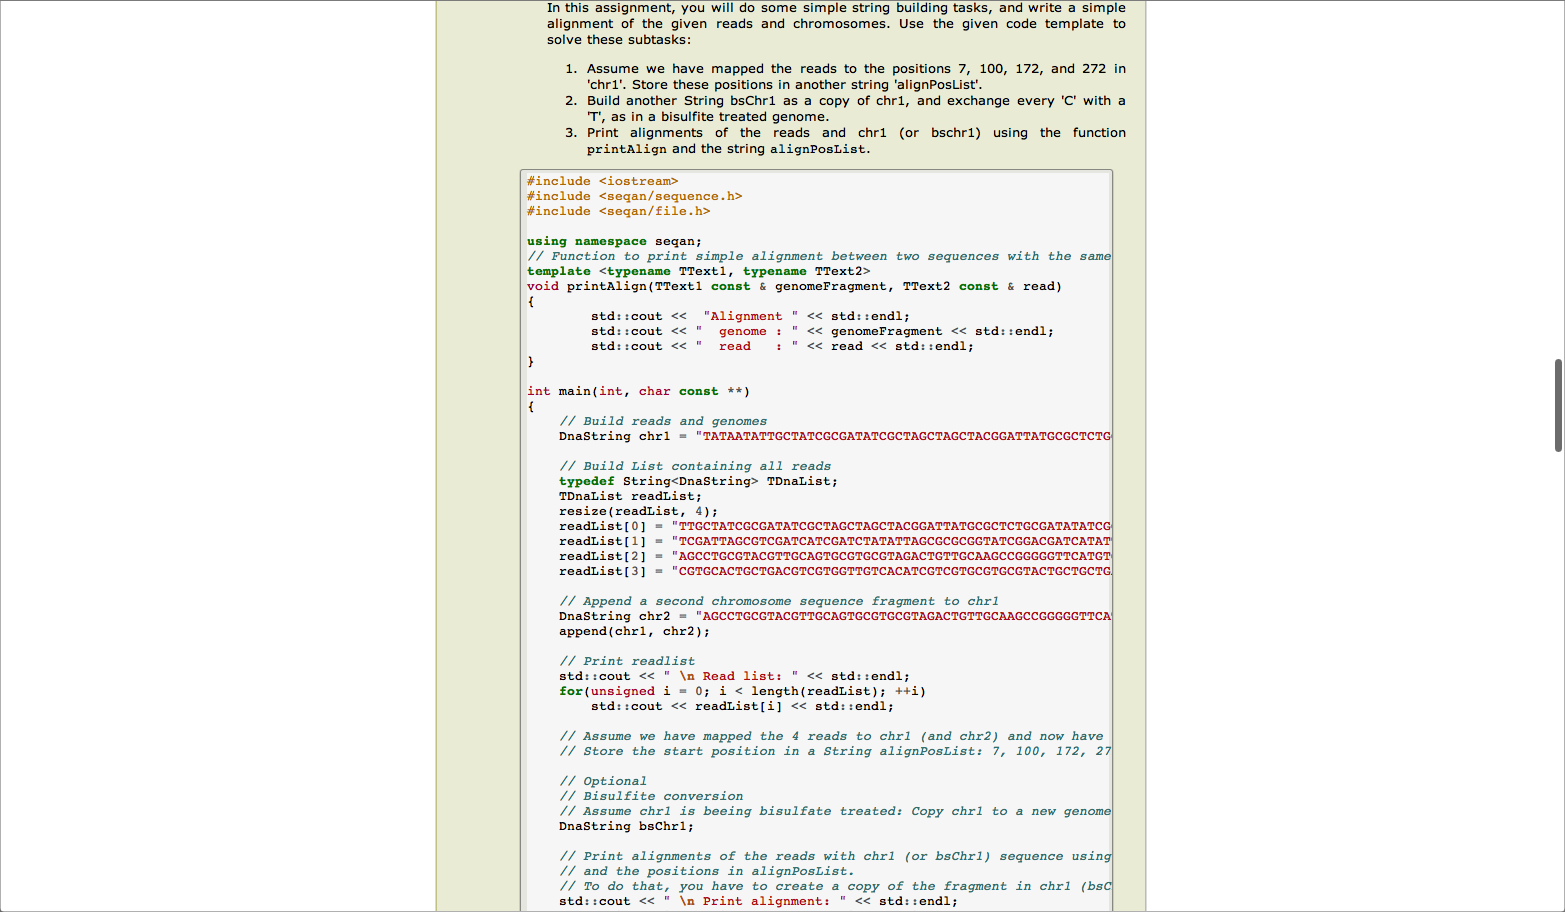 In this assignment, you will do some simple string building tasks, and write a simple
alignment of the given reads and chromosomes. Use the given code template to
solve these subtasks:
1. Assume we have mapped the reads to the positions 7, 100, 172, and 272 in
'chr1'. Store these positions in another string 'alignPosList'.
2. Build another String bsChr1 as a copy of chr1, and exchange every 'C' with a
'T', as in a bisulfite treated genome.
3. Print alignments of the reads and chr1 (or bschr1) using the function
printAlign and the string alignPosList.
#include <iostream>
#include <seqan/sequence.h>
#include <seqan/file.h>
using namespace seqan;
// Function to print simple alignment between two sequences with the same
template <typename TText1, typename TText2>
void printAlign(TText1 const & genomeFragment, TText2 const & read)
{
std::cout <<  "Alignment " << std::endl;
std::cout << "  genome : " << genomeFragment << std::endl;
std::cout << "  read   : " << read << std::endl;
}
int main(int, char const **)
{
// Build reads and genomes
DnaString chr1 = "TATAATATTGCTATCGCGATATCGCTAGCTAGCTACGGATTATGCGCTCTG
// Build List containing all reads
typedef String<DnaString> TDnaList;
TDnaList readList;
resize(readList, 4);
readList[0] = "TTGCTATCGCGATATCGCTAGCTAGCTACGGATTATGCGCTCTGCGATATATCG
readList[1] = "TCGATTAGCGTCGATCATCGATCTATATTAGCGCGCGGTATCGGACGATCATAT
readList[2] = "AGCCTGCGTACGTTGCAGTGCGTGCGTAGACTGTTGCAAGCCGGGGGTTCATGT
readList[3] = "CGTGCACTGCTGACGTCGTGGTTGTCACATCGTCGTGCGTGCGTACTGCTGCTG
// Append a second chromosome sequence fragment to chr1
DnaString chr2 = "AGCCTGCGTACGTTGCAGTGCGTGCGTAGACTGTTGCAAGCCGGGGGTTCA
append(chr1, chr2);
// Print readlist
std::cout << " \n Read list: " << std::endl;
for(unsigned i = 0; i < length(readList); ++i)
std::cout << readList[i] << std::endl;
// Assume we have mapped the 4 reads to chr1 (and chr2) and now have
// Store the start position in a String alignPosList: 7, 100, 172, 27
// Optional
// Bisulfite conversion
// Assume chr1 is beeing bisulfate treated: Copy chr1 to a new genome
DnaString bsChr1;
// Print alignments of the reads with chr1 (or bsChr1) sequence using
// and the positions in alignPosList.
// To do that, you have to create a copy of the fragment in chr1 (bsC
std::cout << " \n Print alignment: " << std::endl;